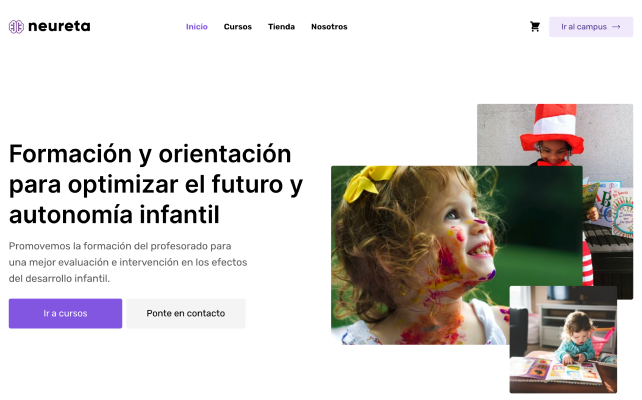 neureta
Inicio
Cursos
Tienda
Nosotros
Ir al campus
Formación y orientación
para optimizar el futuro y
autonomía infantil
Promovemos la formación del profesorado para
una mejor evaluación e intervención en los efectos
del desarrollo infantil.
Ir a cursos
Ponte en contacto